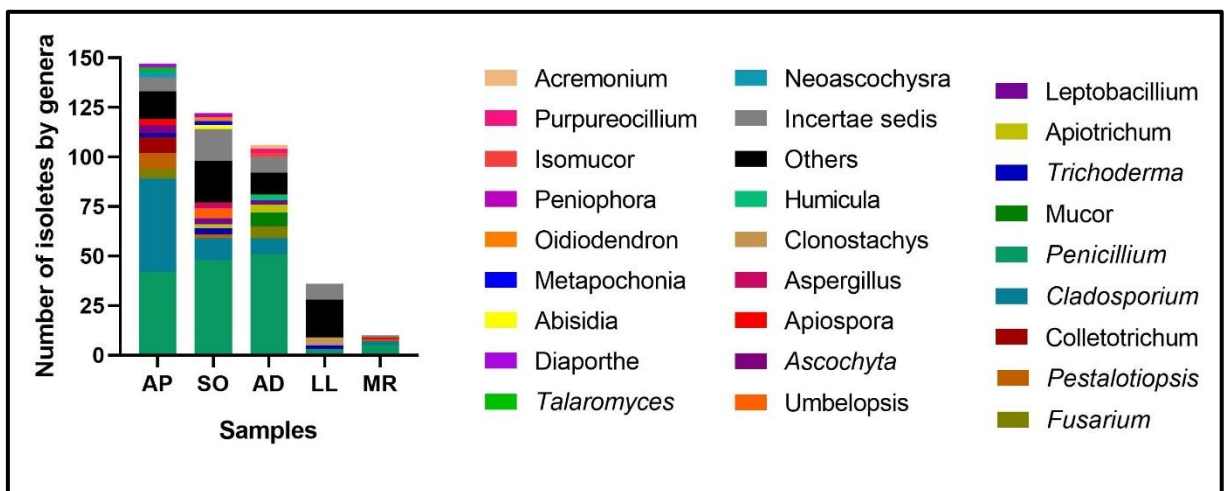 Number of isoletes by genera
150
125
100
75
50
25
0
AP SO AD LL MR
Samples
Acremonium
Purpureocillium
Isomucor
Peniophora
Oidiodendron
Metapochonia
Abisidia
Diaporthe
Talaromyces
Neoascochysra
Incertae sedis
Others
Humicula
Clonostachys
Aspergillus
Apiospora
Ascochyta
Umbelopsis
Leptobacillium
Apiotrichum
Trichoderma
Mucor
Penicillium
Cladosporium
Colletotrichum
Pestalotiopsis
Fusarium